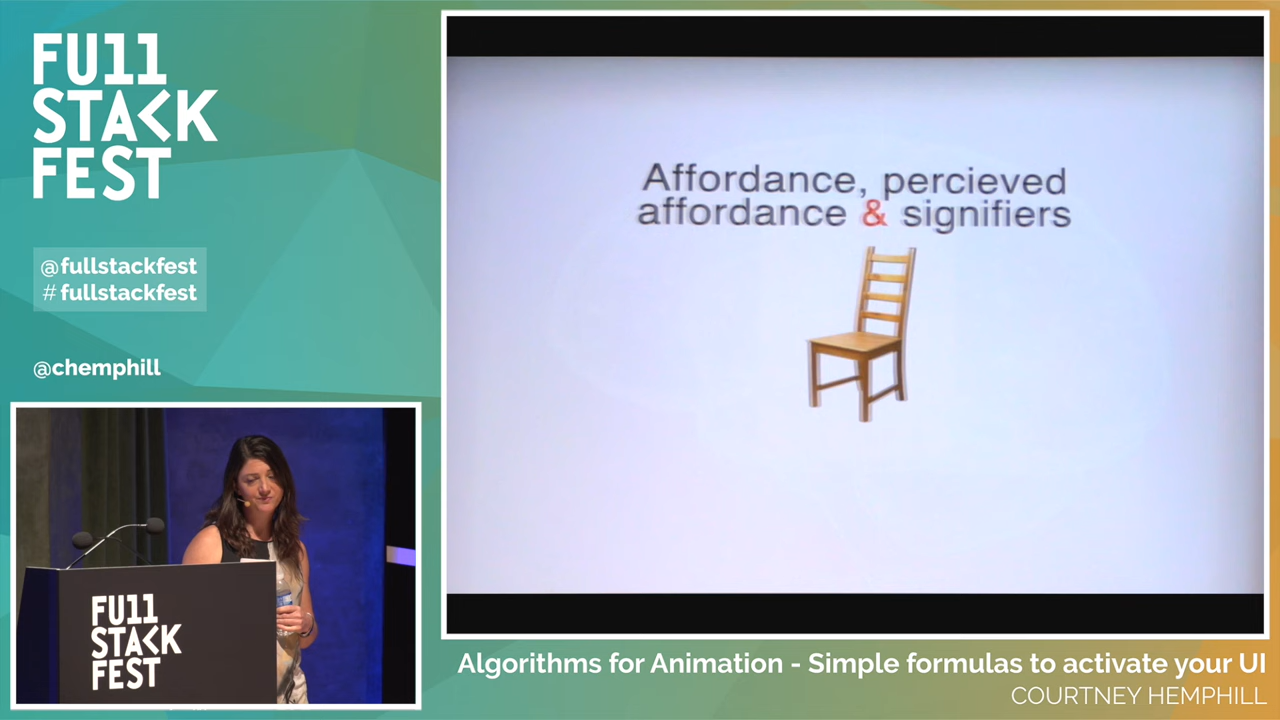 FU11
STACK
FEST
@fullstackfest
# fullstackfest
@chemphill
FU11
STACK
FEST
Affordance, percieved
affordance & signifiers
Algorithms for Animation - Simple formulas to activate your UI
COURTNEY HEMPHILL